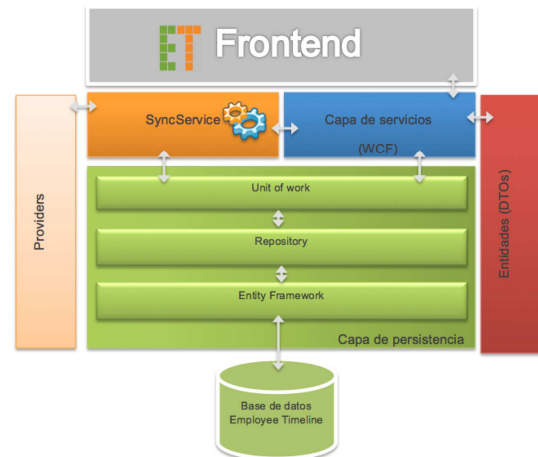 ET Frontend
SyncService
Capa de servicios
(WCF)
Providers
Entidades (DTOs)
Unit of work
Repository
Entity Framework
Capa de persistencia
Base de datos
Employee Timeline